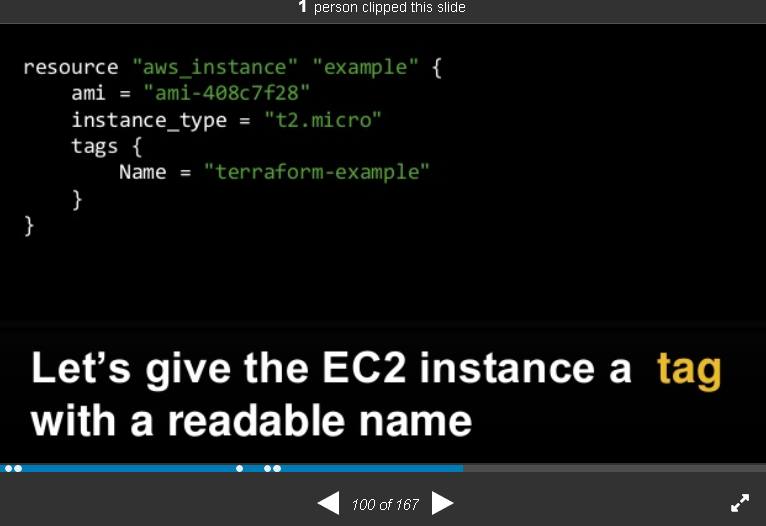 1 person clipped this slide
resource "aws_instance" "example" {
    ami = "ami-408c7f28"
    instance_type = "t2.micro"
    tags {
        Name = "terraform-example"
    }
}
Let’s give the EC2 instance a tag
with a readable name
100 of 167